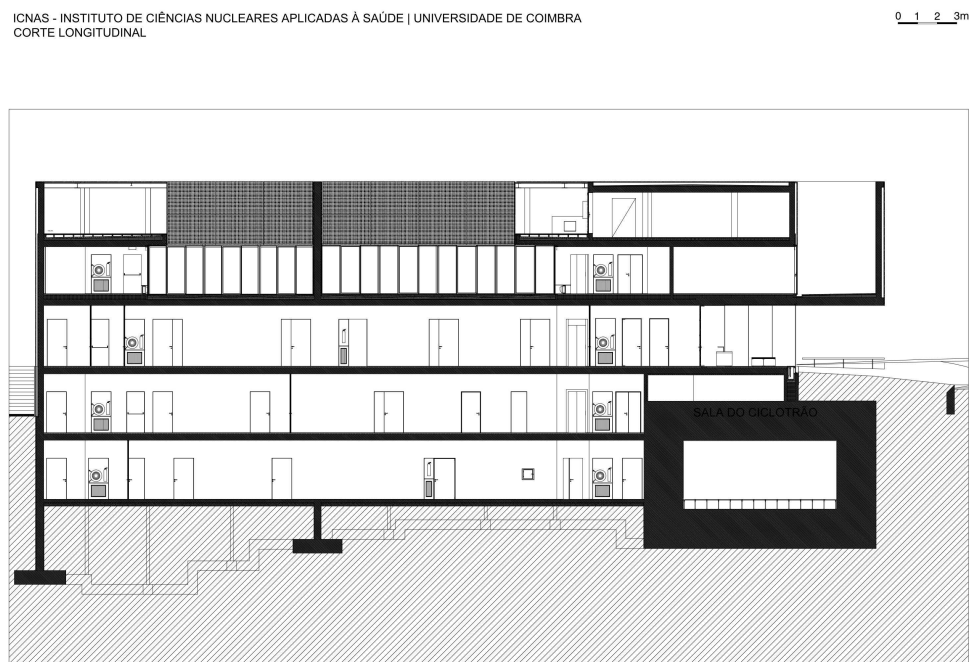 ICNAS - INSTITUTO DE CIÊNCIAS NUCLEARES APLICADAS À SAÚDE | UNIVERSIDADE DE COIMBRA
CORTE LONGITUDINAL
0 1 2 3m
SALA DO CICLOTRÃO